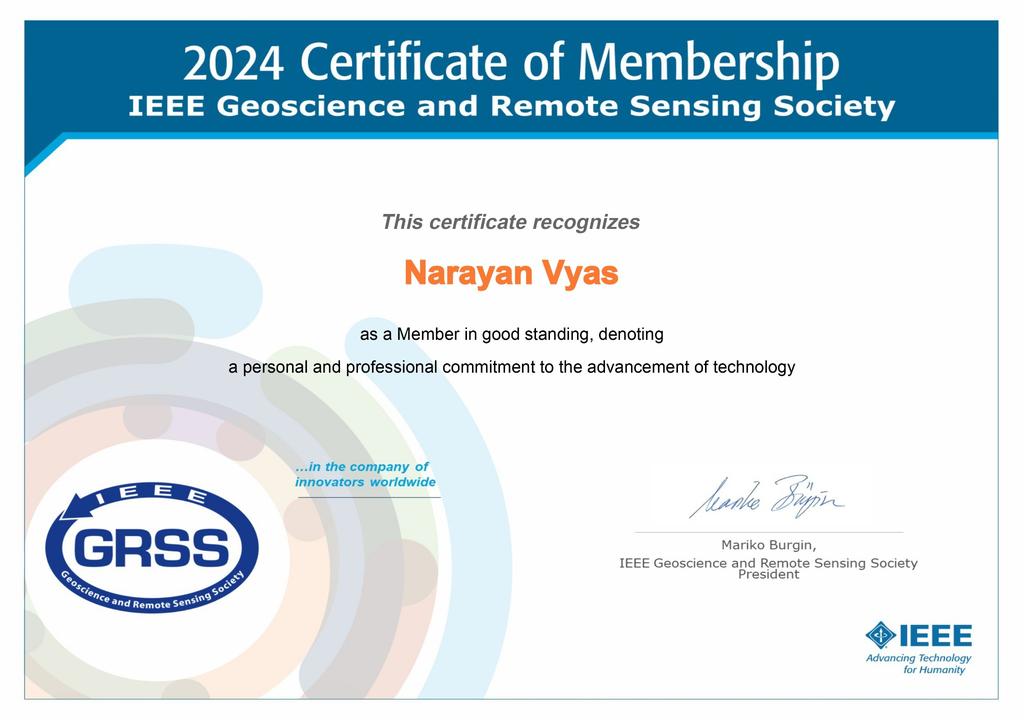 2024 Certificate of Membership
IEEE Geoscience and Remote Sensing Society
This certificate recognizes
Narayan Vyas
as a Member in good standing, denoting
a personal and professional commitment to the advancement of technology
...in the company of
innovators worldwide
IEEE
GRSS
Geoscience and Remote Sensing Society
Mariko Bürgin
Mariko Burgin,
IEEE Geoscience and Remote Sensing Society
President
IEEE
Advancing Technology
for Humanity